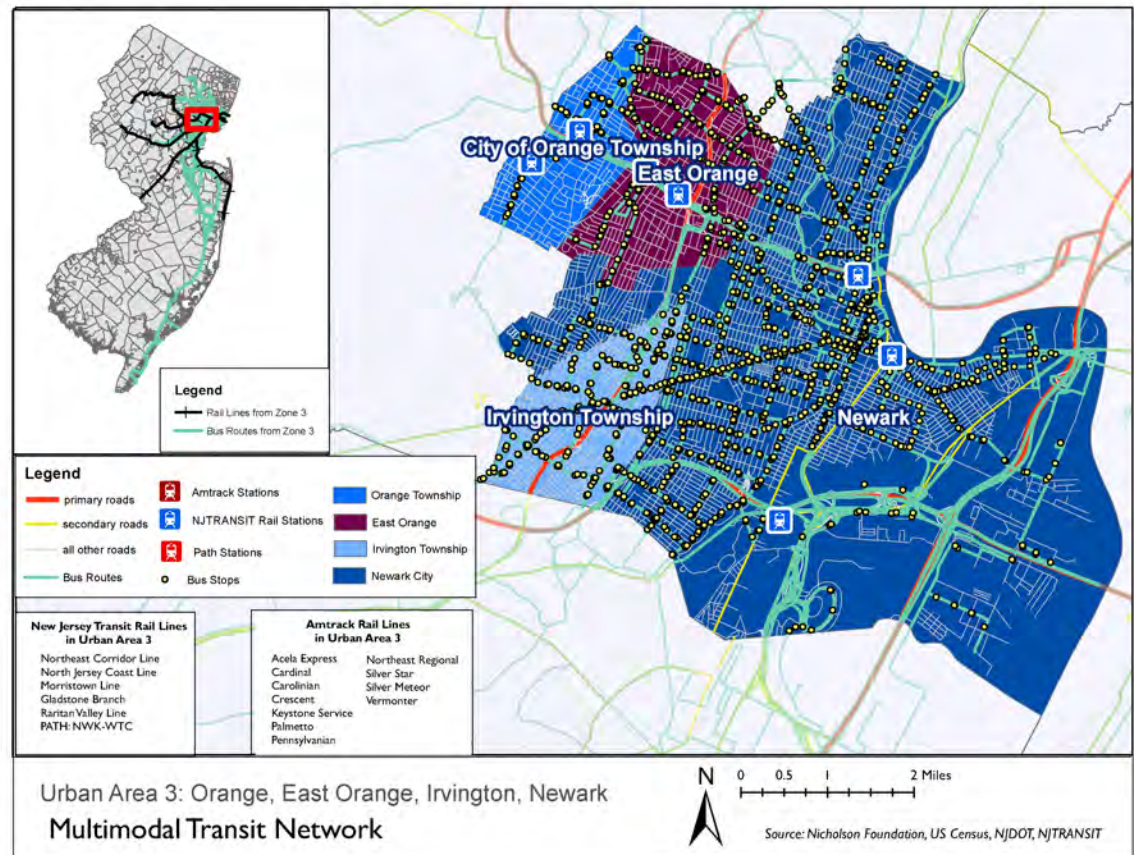 Legend
Rail Lines from Zone 3
Bus Routes from Zone 3
City of Orange Township
East Orange
Irvington Township
Newark
Legend
primary roads
secondary roads
all other roads
Bus Routes
Amtrack Stations
NJTRANSIT Rail Stations
Path Stations
Bus Stops
Orange Township
East Orange
Irvington Township
Newark City
New Jersey Transit Rail Lines
in Urban Area 3
Northeast Corridor Line
North Jersey Coast Line
Morristown Line
Gladstone Branch
Raritan Valley Line
PATH: NWK-WTC
Amtrack Rail Lines
in Urban Area 3
Acela Express
Cardinal
Carolinian
Crescent
Keystone Service
Palmetto
Pennsylvanian
Northeast Regional
Silver Star
Silver Meteor
Vermonter
Urban Area 3: Orange, East Orange, Irvington, Newark
Multimodal Transit Network
N
0 0.5 1 2 Miles
Source: Nicholson Foundation, US Census, NJDOT, NJTRANSIT